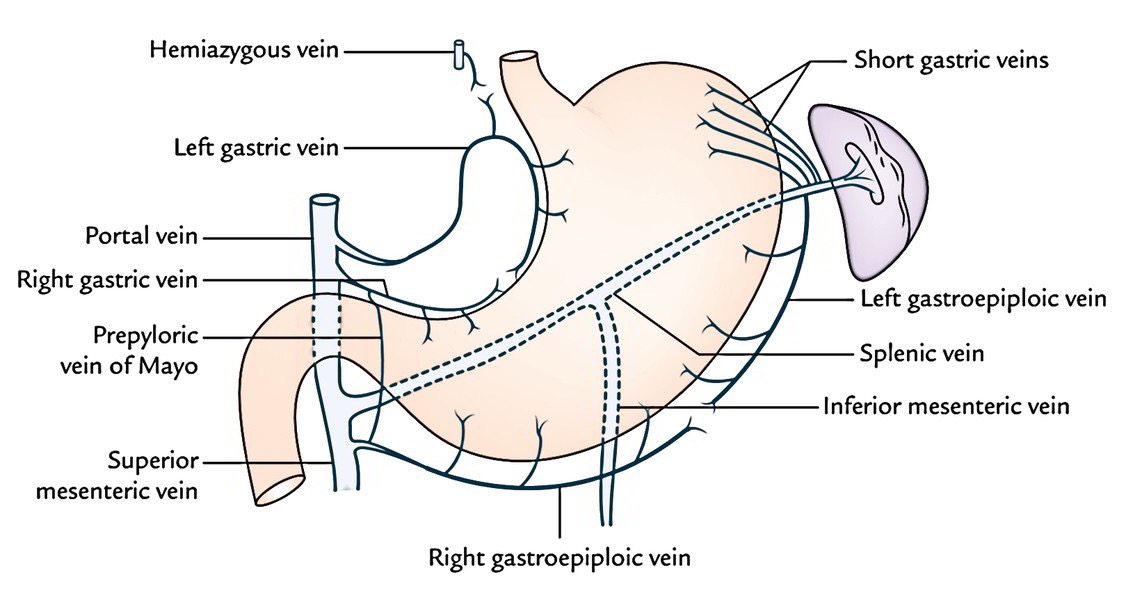 Hemiazygous vein
Short gastric veins
Left gastric vein
Portal vein
Right gastric vein
Left gastroepiploic vein
Prepyloric
vein of Mayo
Splenic vein
Inferior mesenteric vein
Superior
mesenteric vein
Right gastroepiploic vein